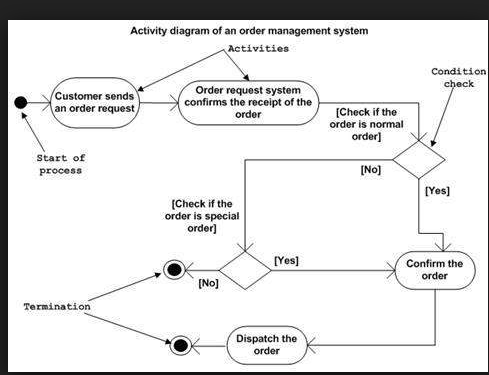 Activity diagram of an order management system
Activities
Condition
check
Customer sends
an order request
Order request system
confirms the receipt of the
order
[Check if the
order is normal
order]
Start of
process
[No]
[Yes]
[Check if the
order is special
order]
[Yes]
[No]
Confirm the
order
Termination
Dispatch the
order